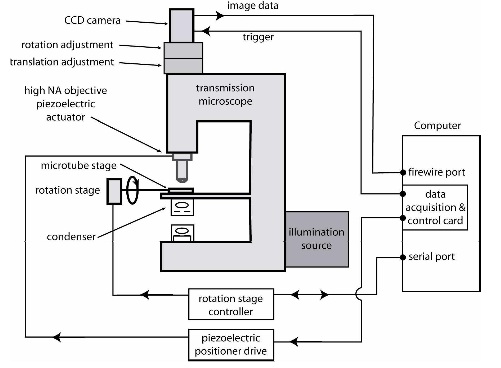 image data
CCD camera
trigger
rotation adjustment
translation adjustment
high NA objective
piezoelectric
actuator
transmission
microscope
Computer
microtube stage
rotation stage
firewire port
data
acquisition &
control card
condenser
illumination
source
serial port
rotation stage
controller
piezoelectric
positioner drive